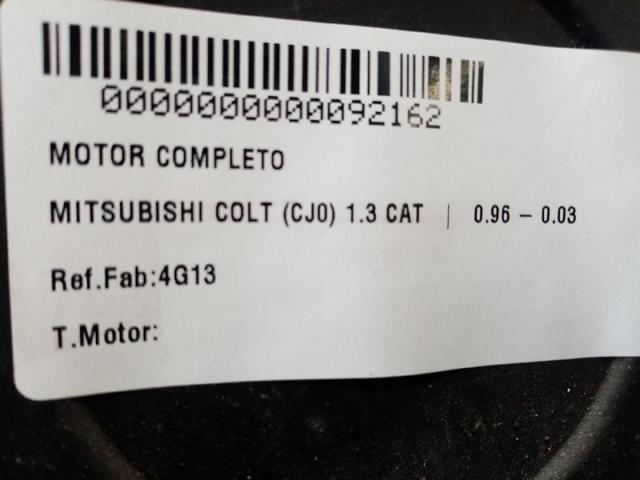 0000000000092162
MOTOR COMPLETO
MITSUBISHI COLT (CJ0) 1.3 CAT | 0.96 – 0.03
Ref.Fab:4G13
T.Motor: